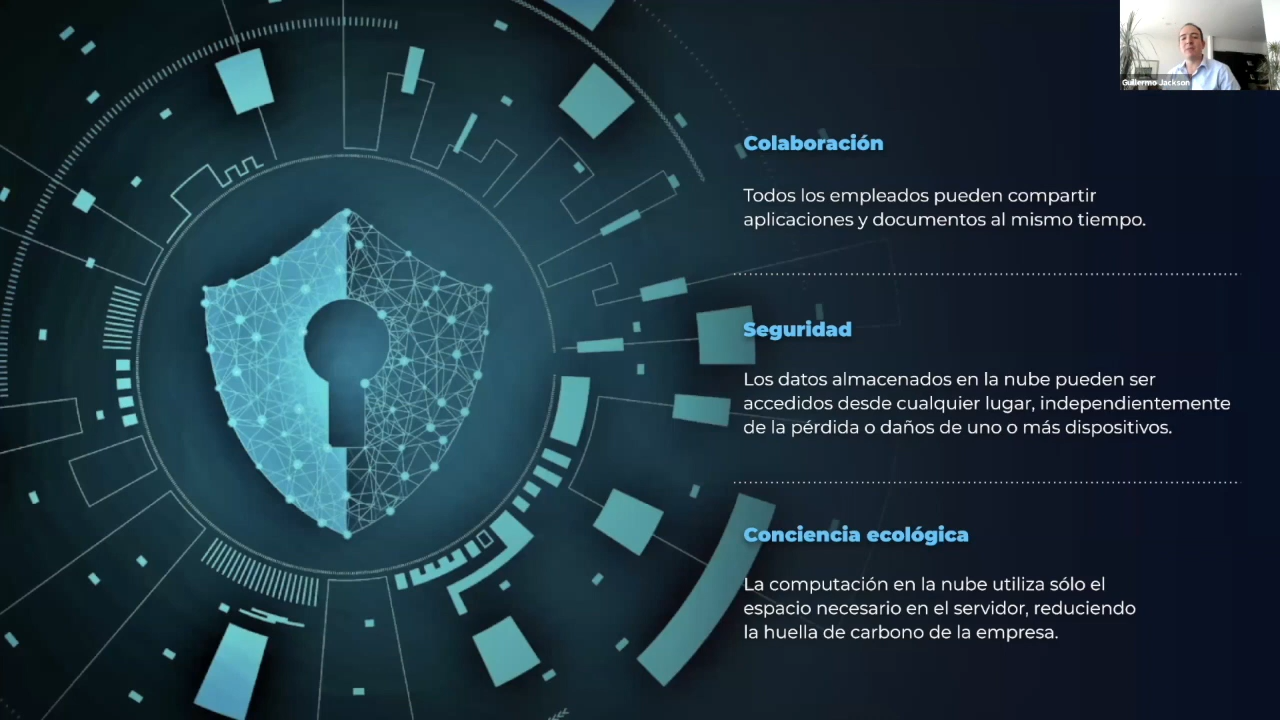 Guillermo Jackson
Colaboración
Todos los empleados pueden compartir
aplicaciones y documentos al mismo tiempo.
Seguridad
Los datos almacenados en la nube pueden ser
accedidos desde cualquier lugar, independientemente
de la pérdida o daños de uno o más dispositivos.
Conciencia ecológica
La computación en la nube utiliza sólo el
espacio necesario en el servidor, reduciendo
la huella de carbono de la empresa.